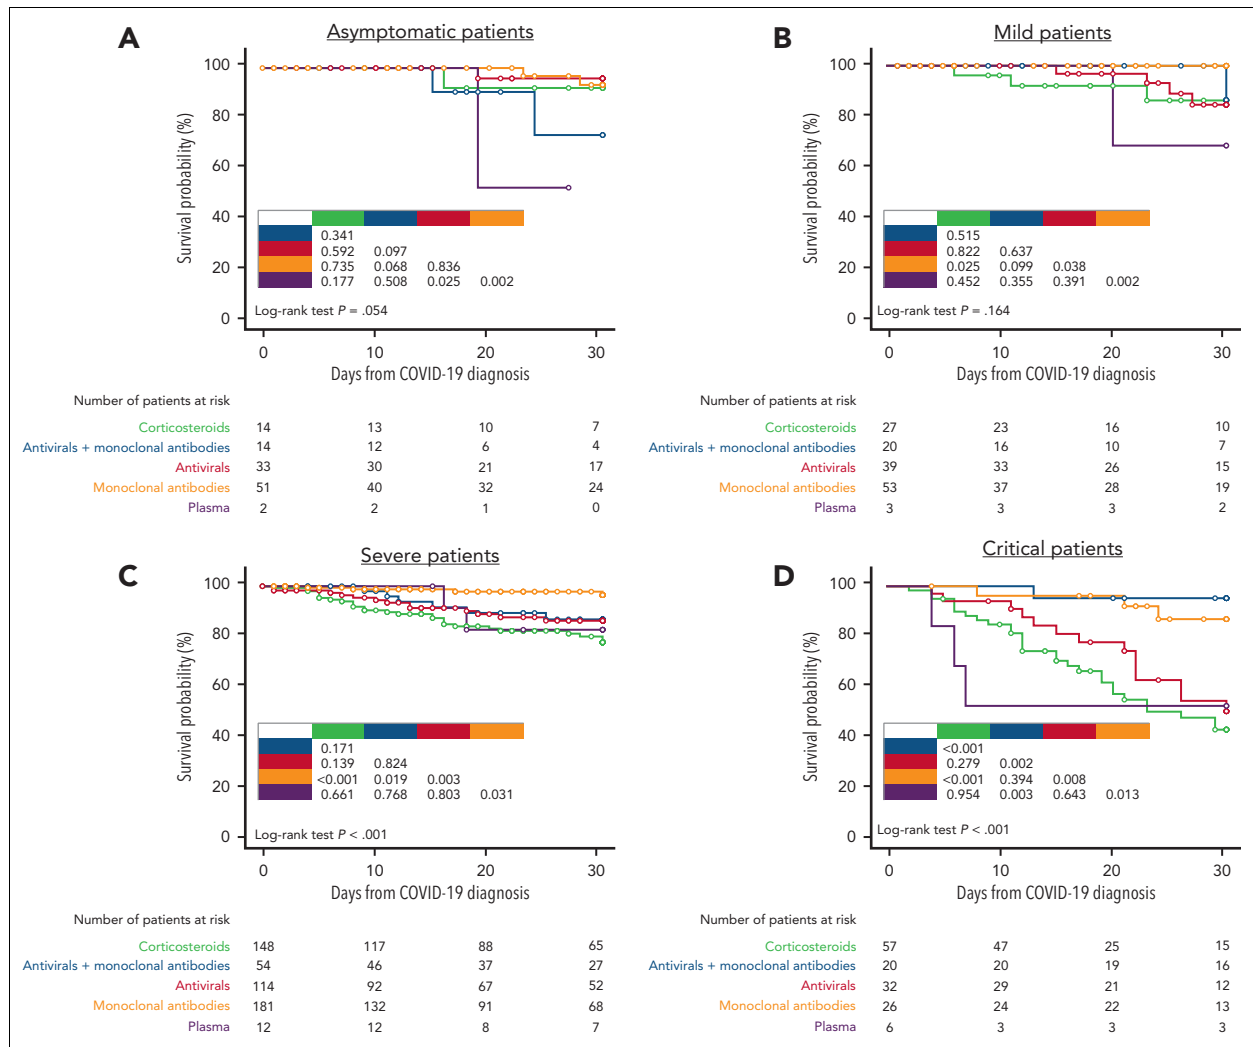 A
Asymptomatic patients
Survival probability (%)
100
80
60
40
20
0
0.341
0.592 0.097
0.735 0.068 0.836
0.177 0.508 0.025 0.002
Log-rank test P = .054
0 10 20 30
Days from COVID-19 diagnosis
Number of patients at risk
Corticosteroids 14 13 10 7
Antivirals + monoclonal antibodies 14 12 6 4
Antivirals 33 30 21 17
Monoclonal antibodies 51 40 32 24
Plasma 2 2 1 0
B
Mild patients
Survival probability (%)
100
80
60
40
20
0
0.515
0.822 0.637
0.025 0.099 0.038
0.452 0.355 0.391 0.002
Log-rank test P = .164
0 10 20 30
Days from COVID-19 diagnosis
Number of patients at risk
Corticosteroids 27 23 16 10
Antivirals + monoclonal antibodies 20 16 10 7
Antivirals 39 33 26 15
Monoclonal antibodies 53 37 28 19
Plasma 3 3 3 2
C
Severe patients
Survival probability (%)
100
80
60
40
20
0
0.171
0.139 0.824
<0.001 0.019 0.003
0.661 0.768 0.803 0.031
Log-rank test P < .001
0 10 20 30
Days from COVID-19 diagnosis
Number of patients at risk
Corticosteroids 148 117 88 65
Antivirals + monoclonal antibodies 54 46 37 27
Antivirals 114 92 67 52
Monoclonal antibodies 181 132 91 68
Plasma 12 12 8 7
D
Critical patients
Survival probability (%)
100
80
60
40
20
0
<0.001
0.279 0.002
<0.001 0.394 0.008
0.954 0.003 0.643 0.013
Log-rank test P < .001
0 10 20 30
Days from COVID-19 diagnosis
Number of patients at risk
Corticosteroids 57 47 25 15
Antivirals + monoclonal antibodies 20 20 19 16
Antivirals 32 29 21 12
Monoclonal antibodies 26 24 22 13
Plasma 6 3 3 3